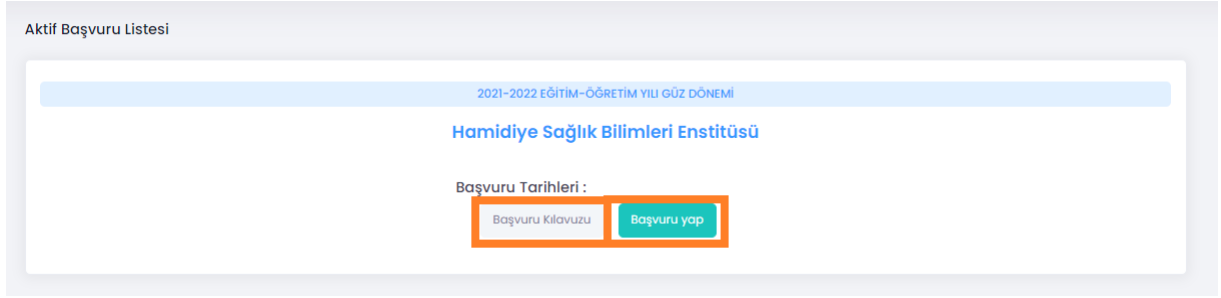 Aktif Başvuru Listesi
2021-2022 EĞİTİM-ÖĞRETİM YILI GÜZ DÖNEMİ
Hamidiye Sağlık Bilimleri Enstitüsü
Başvuru Tarihleri :
Başvuru Kılavuzu Başvuru yap